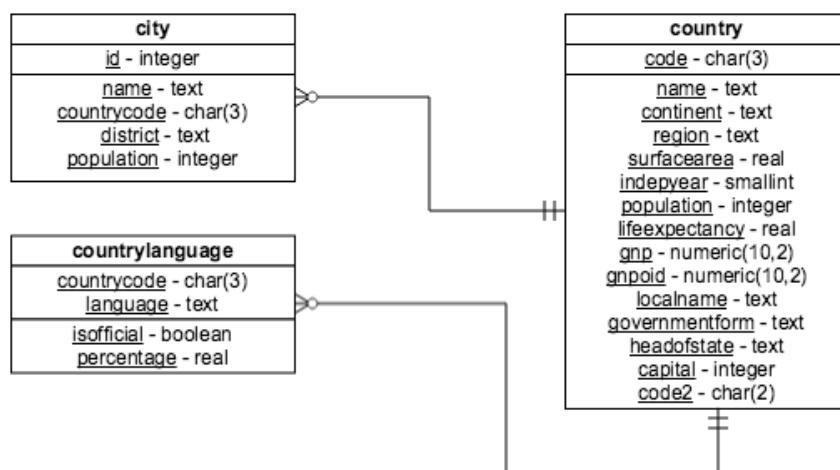 city
id - integer
name - text
countrycode - char(3)
district - text
population - integer
countrylanguage
countrycode - char(3)
language - text
isofficial - boolean
percentage - real
country
code - char(3)
name - text
continent - text
region - text
surfacearea - real
indepyear - smallint
population - integer
lifeexpectancy - real
gnp - numeric(10,2)
gnpoid - numeric(10,2)
localname - text
governmentform - text
headofstate - text
capital - integer
code2 - char(2)